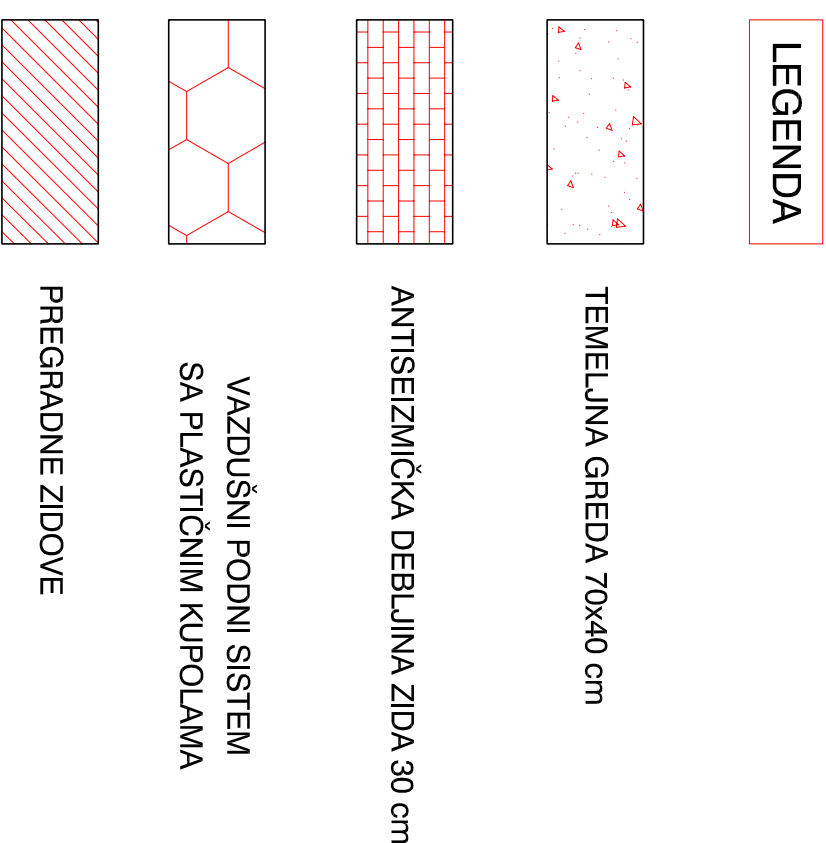 LEGENDA
TEMELJNA GREDA 70x40 cm
ANTISEIZMIČKA DEBLJINA ZIDA 30 cm
VAZDUŠNI PODNI SISTEM
SA PLASTIČNIM KUPOLAMA
PREGRADNE ZIDOVE